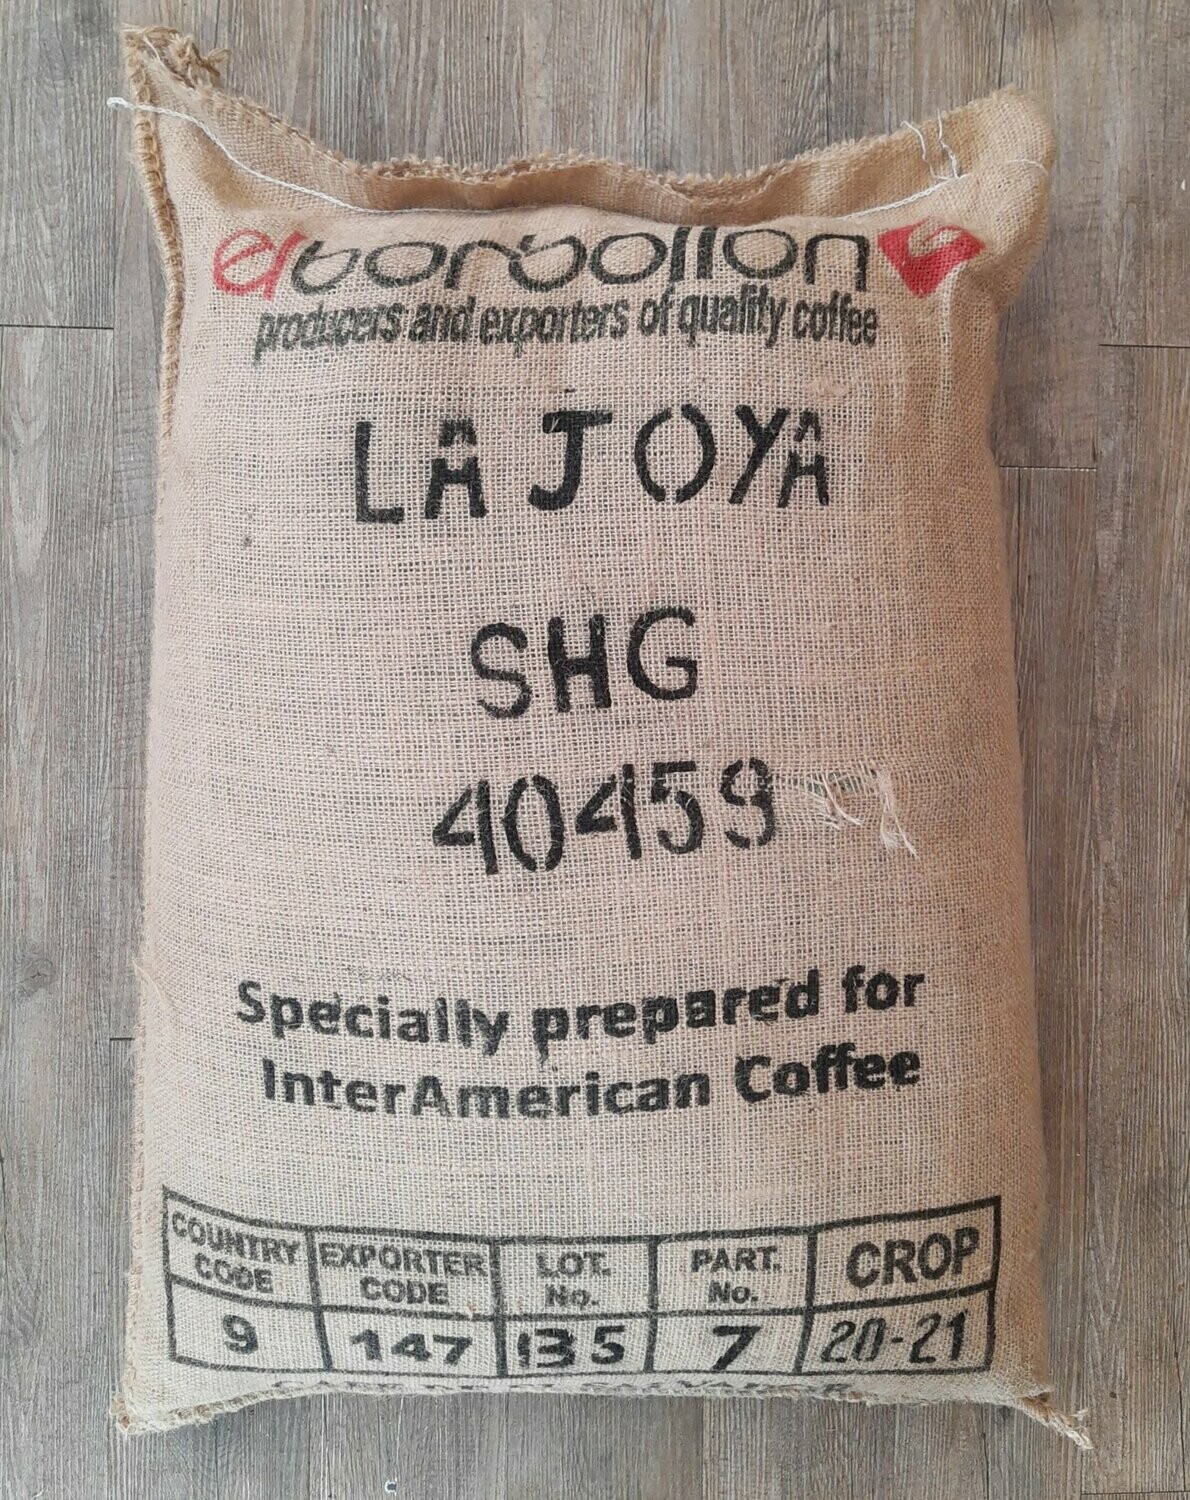 elborbollon
producers and exporters of quality coffee
LA JOYA
SHG
40459
Specially prepared for
InterAmerican Coffee
COUNTRY CODE EXPORTER CODE LOT. No. PART. No. CROP
9 147 135 7 20-21